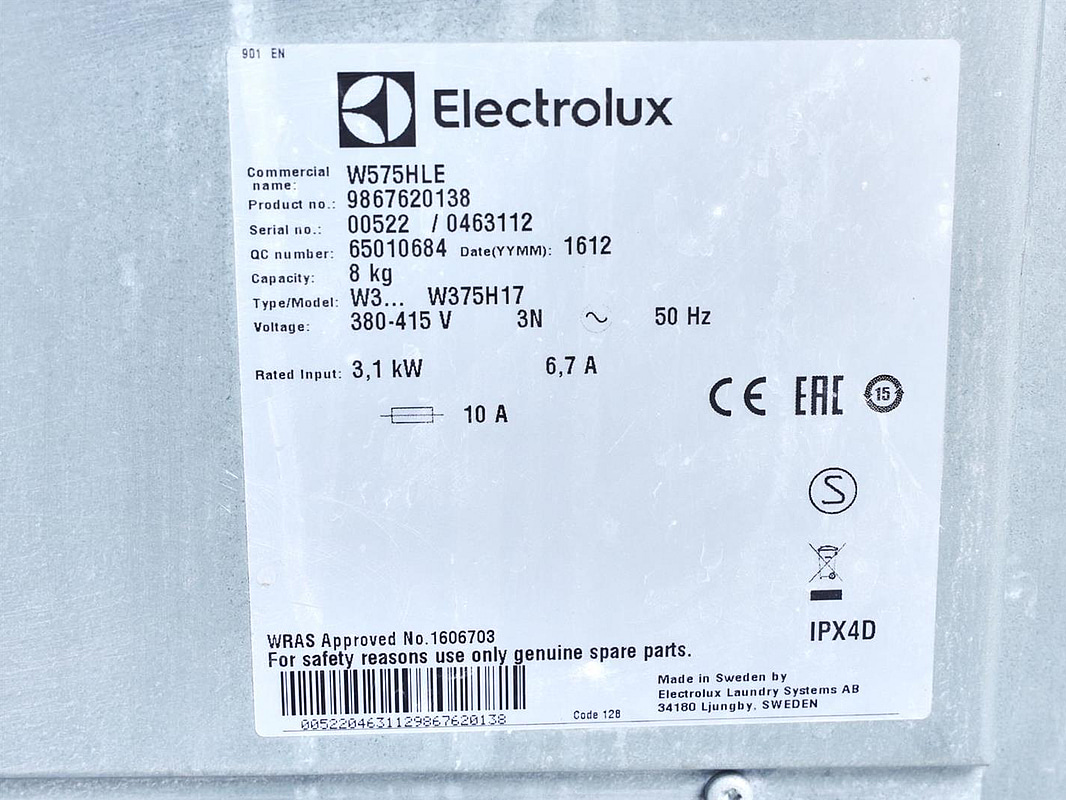 901 EN
Electrolux
Commercial name: W575HLE
Product no.: 9867620138
Serial no.: 00522 / 0463112
QC number: 65010684 Date(YYMM): 1612
Capacity: 8 kg
Type/Model: W3... W375H17
Voltage: 380-415 V 3N ~ 50 Hz
Rated Input: 3,1 kW 6,7 A
10 A
CE EAC 15
S
IPX4D
WRAS Approved No.1606703
For safety reasons use only genuine spare parts.
0052204631129867620138
Code 128
Made in Sweden by
Electrolux Laundry Systems AB
34180 Ljungby. SWEDEN